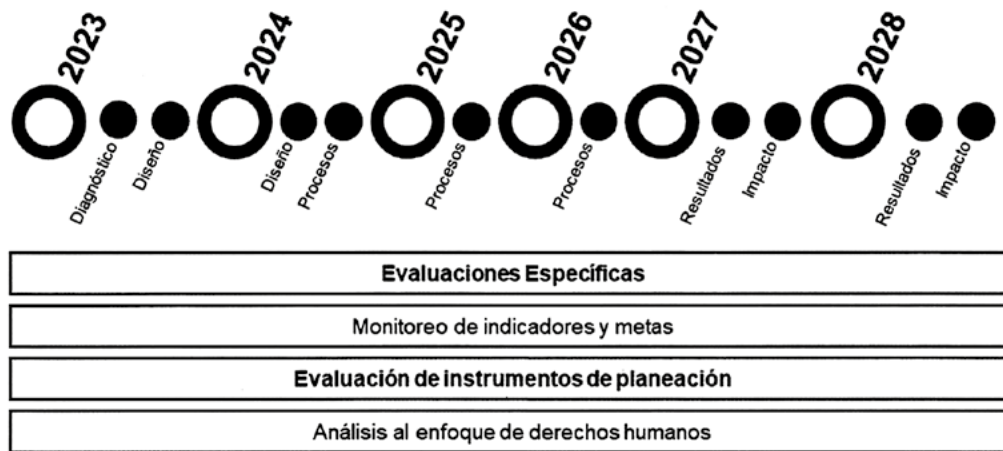 2023
2024
2025
2026
2027
2028
Diagnóstico
Diseño
Diseño
Procesos
Procesos
Procesos
Resultados
Impacto
Resultados
Impacto
Evaluaciones Específicas
Monitoreo de indicadores y metas
Evaluación de instrumentos de planeación
Análisis al enfoque de derechos humanos